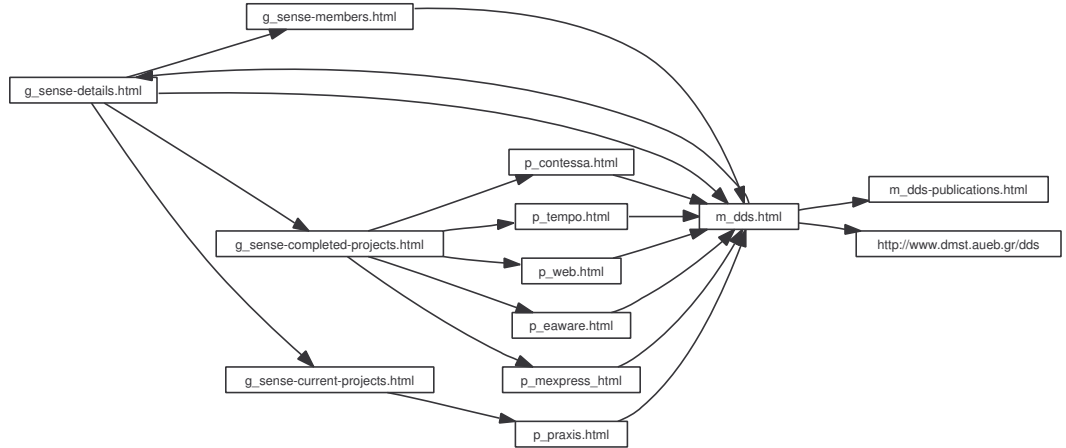 g_sense-members.html
g_sense-details.html
p_contessa.html
m_dds-publications.html
p_tempo.html
m_dds.html
g_sense-completed-projects.html
http://www.dmst.aueb.gr/dds
p_web.html
p_eaware.html
g_sense-current-projects.html
p_mexpress_html
p_praxis.html